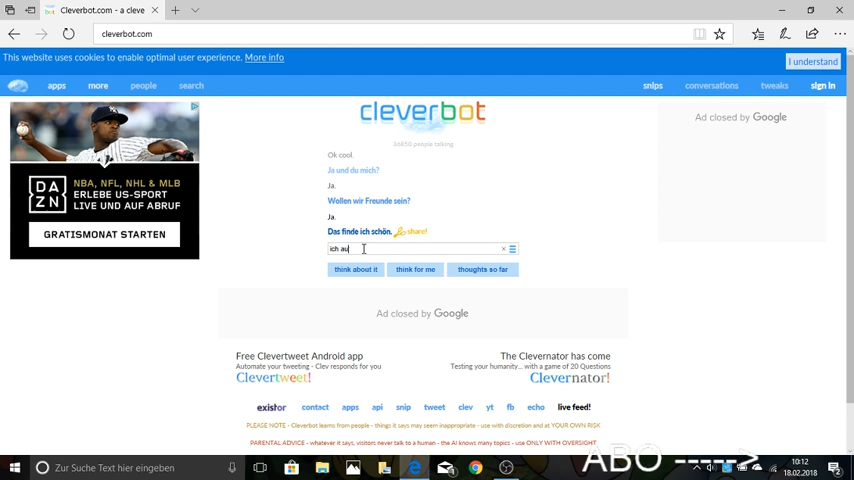 Cleverbot.com - a cleve
cleverbot.com
This website uses cookies to enable optimal user experience. More info
I understand
apps more people search
snips conversations tweaks sign in
cleverbot
36850 people talking
Ok cool.
Ja und du mich?
Ja.
Wollen wir Freunde sein?
Ja.
Das finde ich schön. share!
ich au
think about it think for me thoughts so far
DAZN
NBA, NFL, NHL & MLB
ERLEBE US-SPORT
LIVE UND AUF ABRUF
GRATISMONAT STARTEN
Ad closed by Google
Ad closed by Google
Free Clevertweet Android app
Automate your tweeting - Clev responds for you
Clevertweet!
The Clevernator has come
Testing your humanity... with a game of 20 Questions
Clevernator!
existor contact apps api snip tweet clev yt fb echo live feed!
PLEASE NOTE - Cleverbot learns from people - things it says may seem inappropriate - use with discretion and at YOUR OWN RISK
PARENTAL ADVICE - whatever it says, visitors never talk to a human - the AI knows many topics - use ONLY WITH OVERSIGHT
ABO ----->
Zur Suche Text hier eingeben
10:12
18.02.2018
2